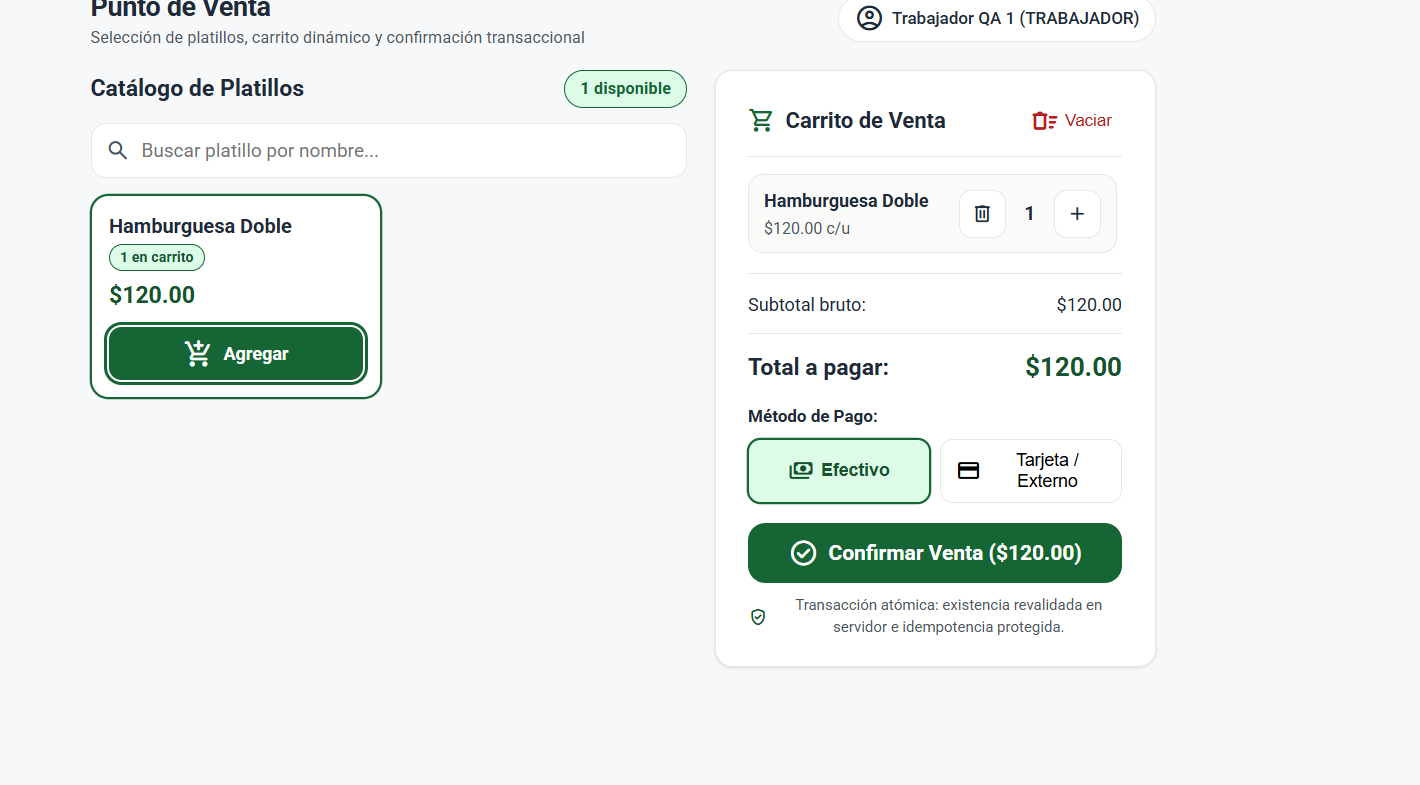 Punto de Venta
Selección de platillos, carrito dinámico y confirmación transaccional
Trabajador QA 1 (TRABAJADOR)
Catálogo de Platillos
1 disponible
Buscar platillo por nombre...
Hamburguesa Doble
1 en carrito
$120.00
Agregar
Carrito de Venta
Vaciar
Hamburguesa Doble
$120.00 c/u
1
Subtotal bruto:
$120.00
Total a pagar:
$120.00
Método de Pago:
Efectivo
Tarjeta /
Externo
Confirmar Venta ($120.00)
Transacción atómica: existencia revalidada en
servidor e idempotencia protegida.